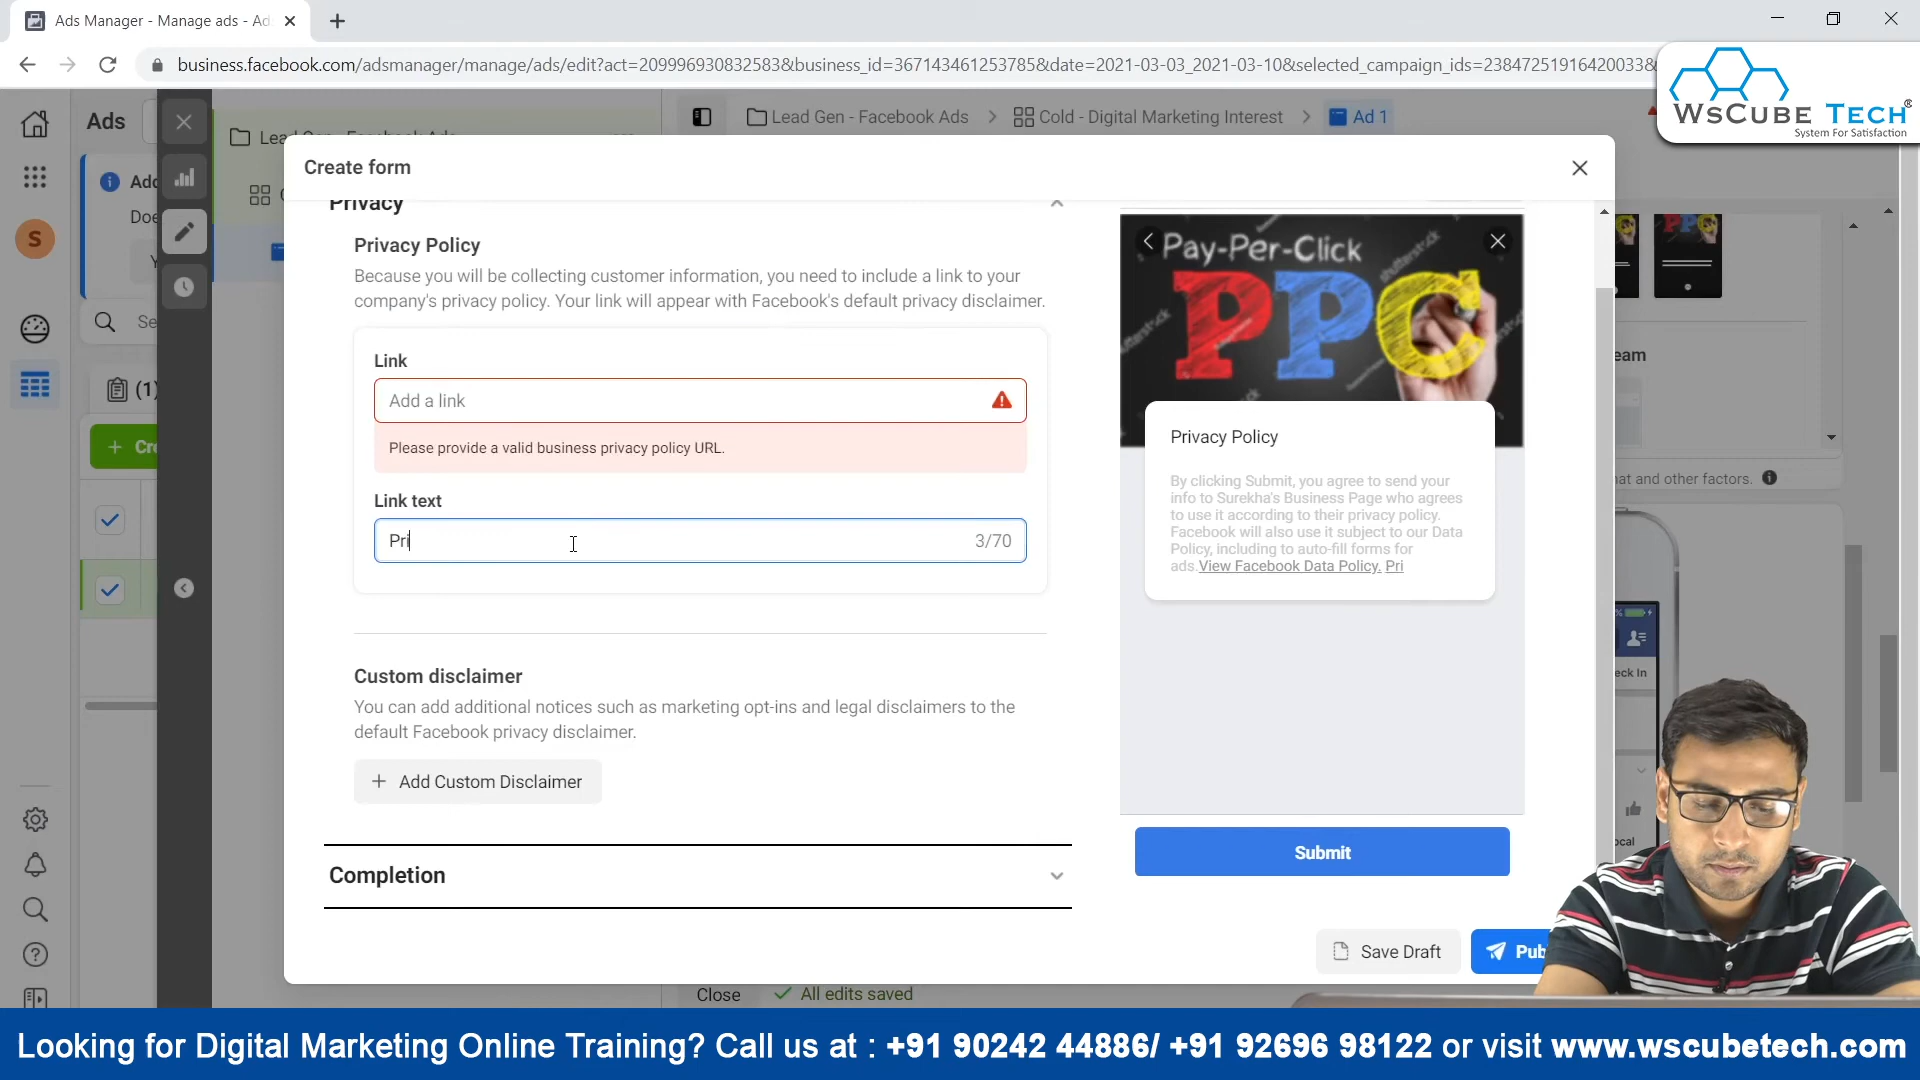 Ads Manager - Manage ads - Ad
business.facebook.com/adsmanager/manage/ads/edit?act=209996930832583&business_id=367143461253785&date=2021-03-03_2021-03-10&selected_campaign_ids=23847251916420033&
WsCube Tech®
System For Satisfaction
Ads
Lead Gen - Facebook Ads
Lead Gen - Facebook Ads
Cold - Digital Marketing Interest
Ad 1
Create form
S
Privacy
Privacy Policy
Because you will be collecting customer information, you need to include a link to your
company's privacy policy. Your link will appear with Facebook's default privacy disclaimer.
Link
Add a link
Please provide a valid business privacy policy URL.
Link text
Pri
3/70
Custom disclaimer
You can add additional notices such as marketing opt-ins and legal disclaimers to the
default Facebook privacy disclaimer.
+ Add Custom Disclaimer
Completion
Pay-Per-Click
PPC
shutterstock
Privacy Policy
By clicking Submit, you agree to send your
info to Surekha's Business Page who agrees
to use it according to their privacy policy.
Facebook will also use it subject to our Data
Policy, including to auto-fill forms for
ads.View Facebook Data Policy. Pri
Submit
Save Draft
Pub
(1)
and other factors.
Close
All edits saved
Looking for Digital Marketing Online Training? Call us at : +91 90242 44886/ +91 92696 98122 or visit www.wscubetech.com